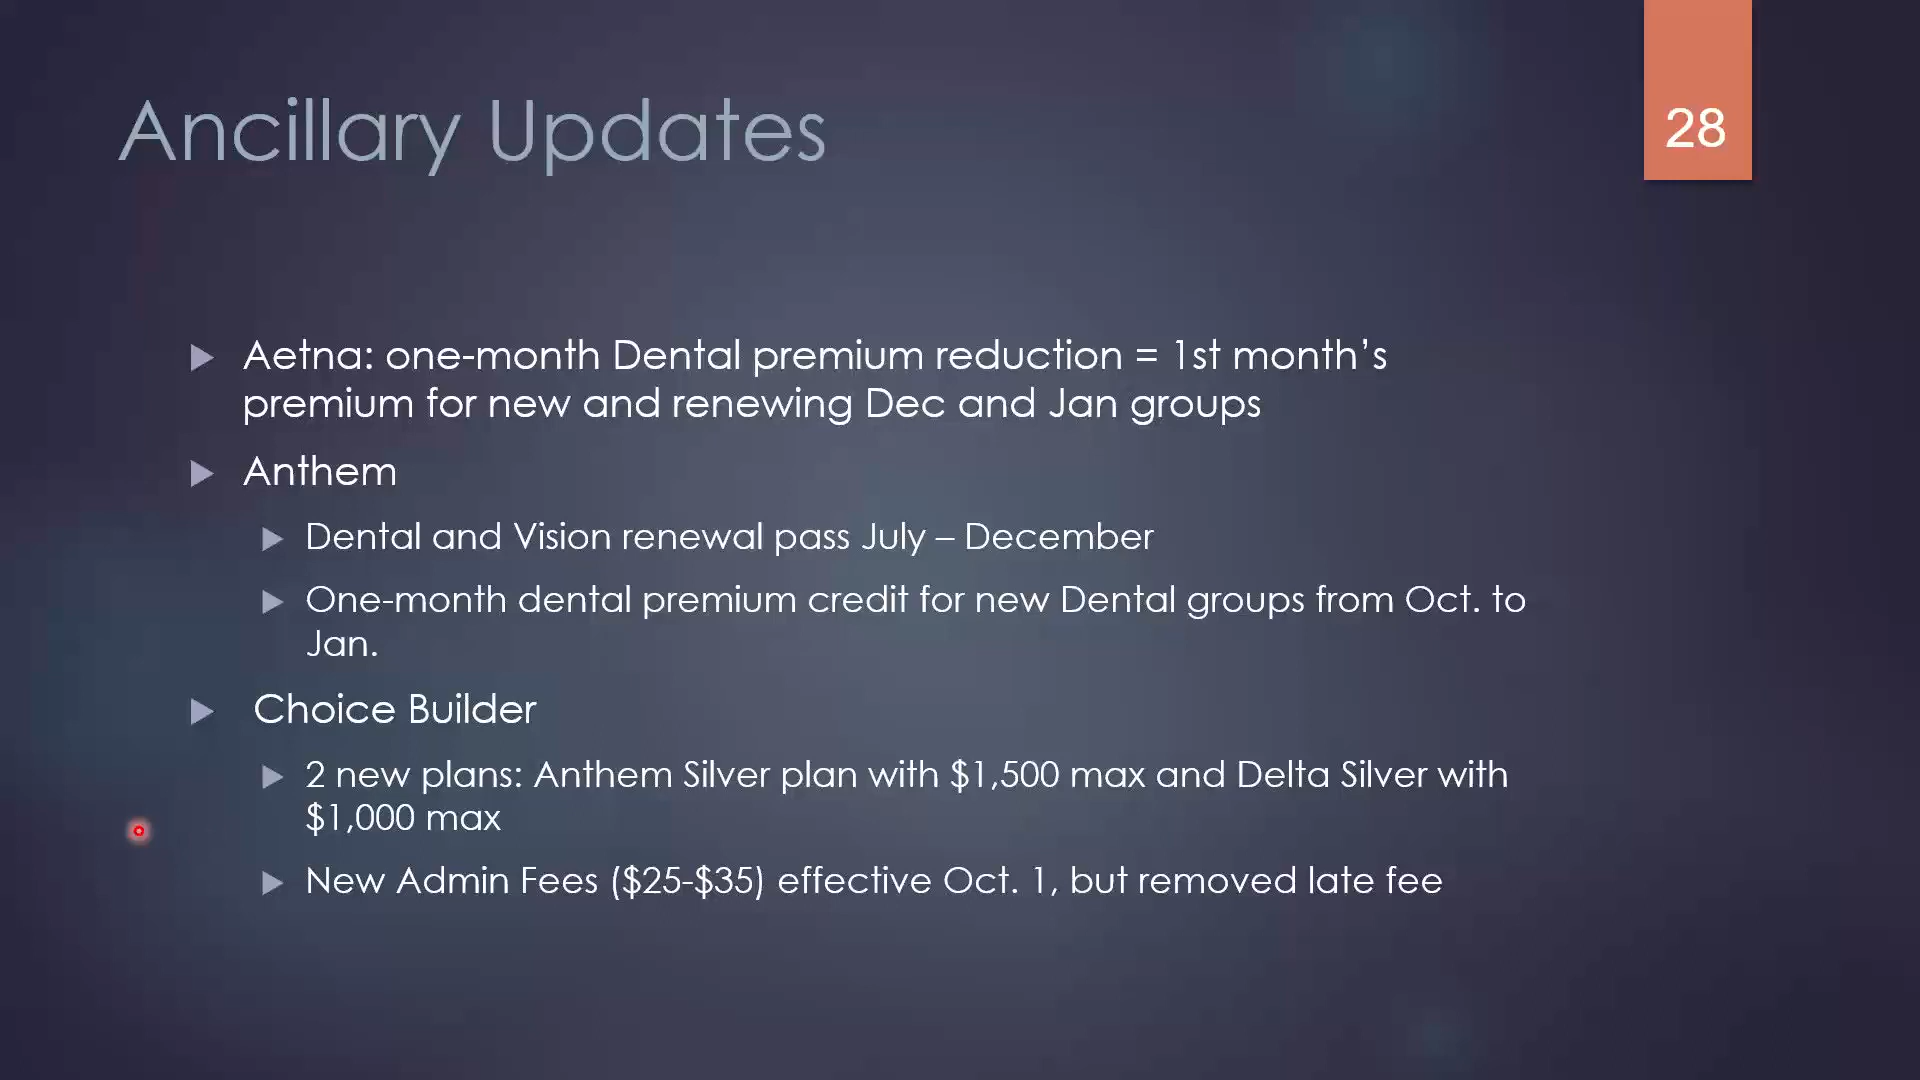 Ancillary Updates
28
Aetna: one-month Dental premium reduction = 1st month’s
premium for new and renewing Dec and Jan groups
Anthem
Dental and Vision renewal pass July – December
One-month dental premium credit for new Dental groups from Oct. to
Jan.
Choice Builder
2 new plans: Anthem Silver plan with $1,500 max and Delta Silver with
$1,000 max
New Admin Fees ($25-$35) effective Oct. 1, but removed late fee